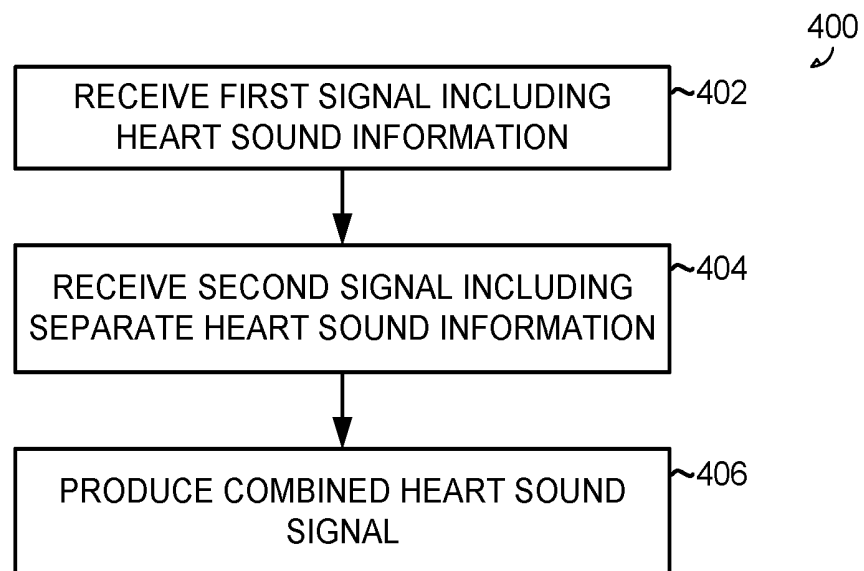 400
RECEIVE FIRST SIGNAL INCLUDING
HEART SOUND INFORMATION
402
RECEIVE SECOND SIGNAL INCLUDING
SEPARATE HEART SOUND INFORMATION
404
PRODUCE COMBINED HEART SOUND
SIGNAL
406